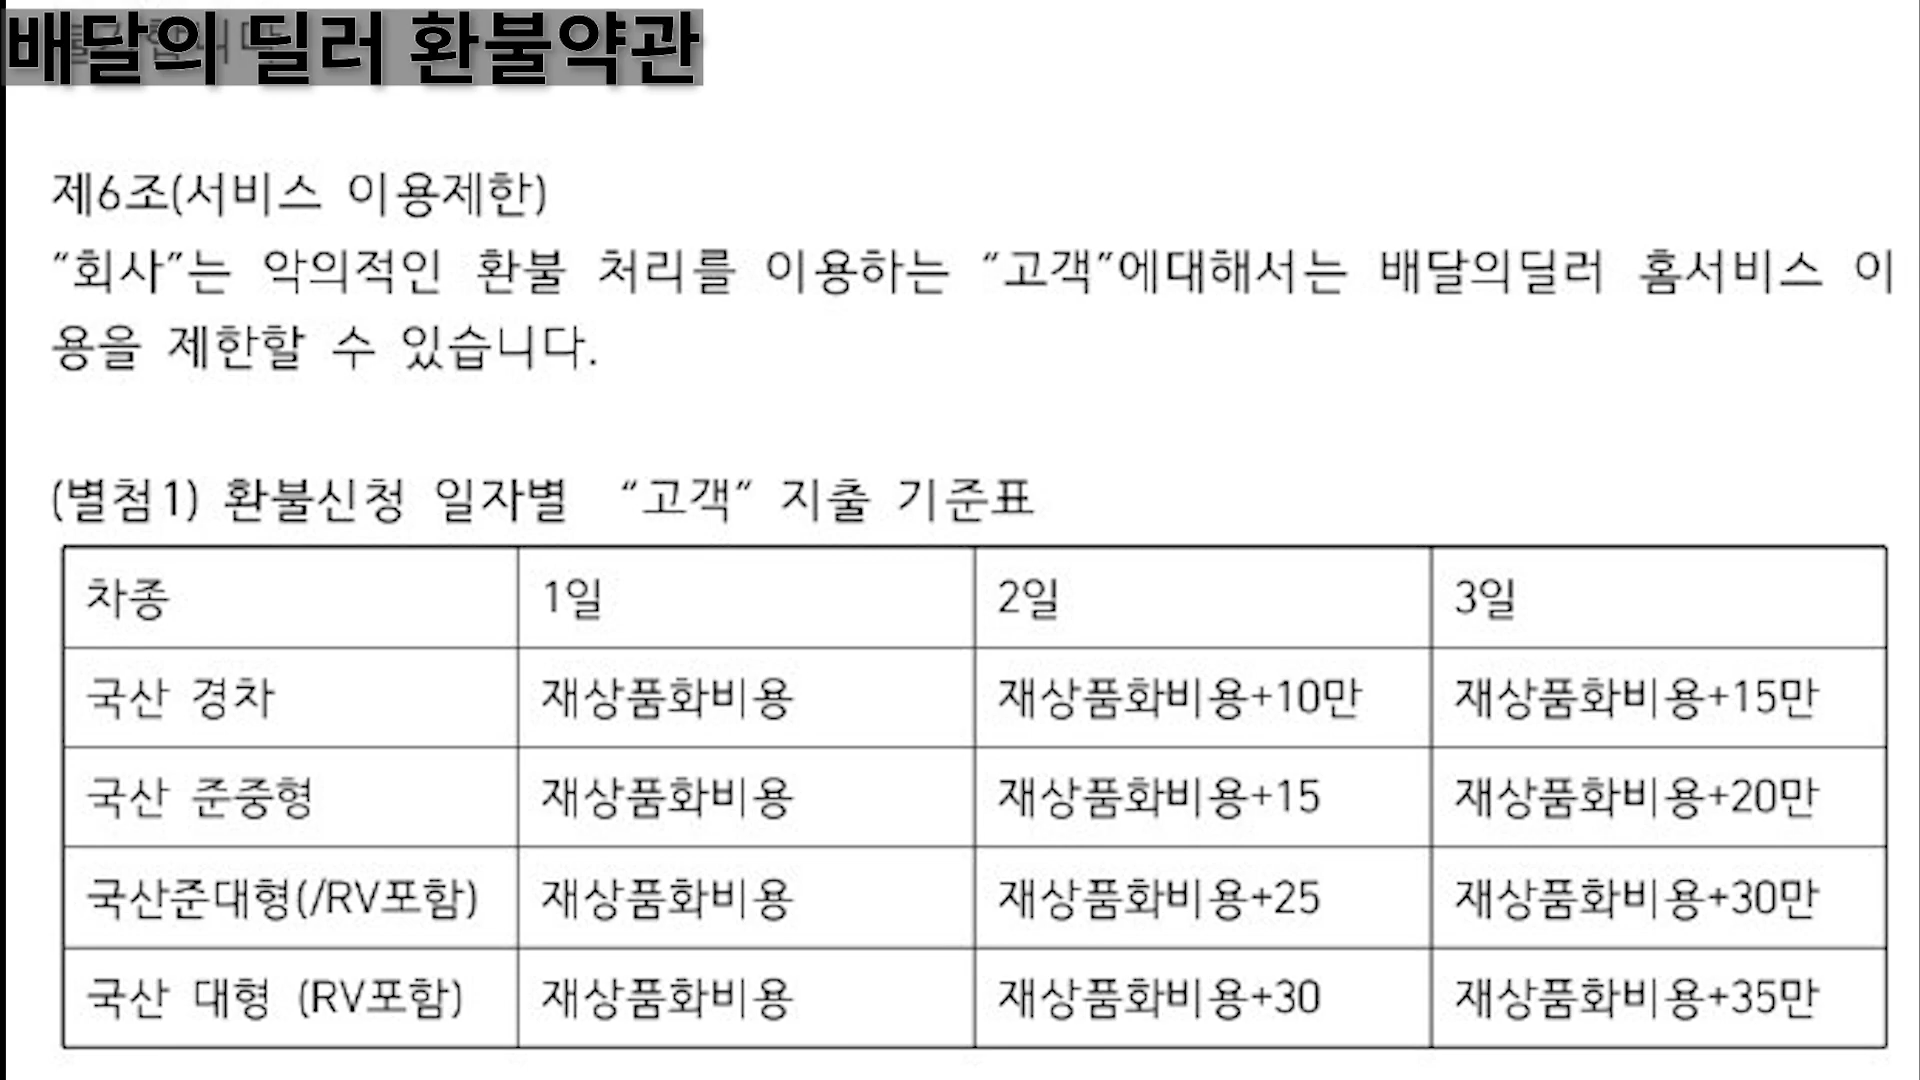 배달의 딜러 환불약관
제6조(서비스 이용제한)
“회사”는 악의적인 환불 처리를 이용하는 “고객”에대해서는 배달의딜러 홈서비스 이
용을 제한할 수 있습니다.
(별첨1) 환불신청 일자별 “고객” 지출 기준표
차종 1일 2일 3일
국산 경차 재상품화비용 재상품화비용+10만 재상품화비용+15만
국산 준중형 재상품화비용 재상품화비용+15 재상품화비용+20만
국산준대형(/RV포함) 재상품화비용 재상품화비용+25 재상품화비용+30만
국산 대형 (RV포함) 재상품화비용 재상품화비용+30 재상품화비용+35만